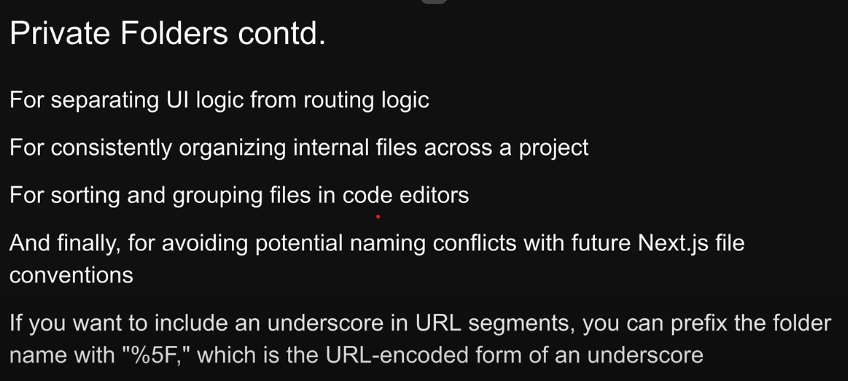 Private Folders contd.
For separating UI logic from routing logic
For consistently organizing internal files across a project
For sorting and grouping files in code editors
And finally, for avoiding potential naming conflicts with future Next.js file
conventions
If you want to include an underscore in URL segments, you can prefix the folder
name with "%5F," which is the URL-encoded form of an underscore